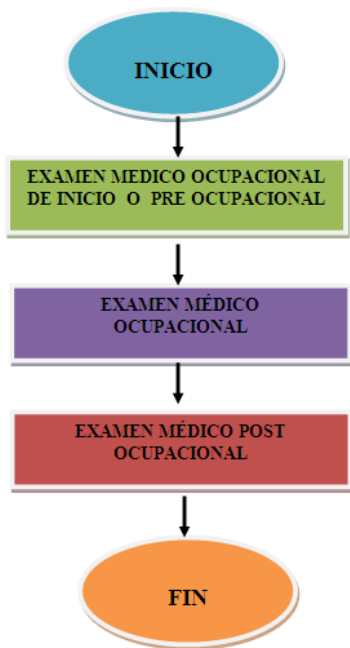 INICIO
EXAMEN MEDICO OCUPACIONAL
DE INICIO O PRE OCUPACIONAL
EXAMEN MÉDICO
OCUPACIONAL
EXAMEN MÉDICO POST
OCUPACIONAL
FIN